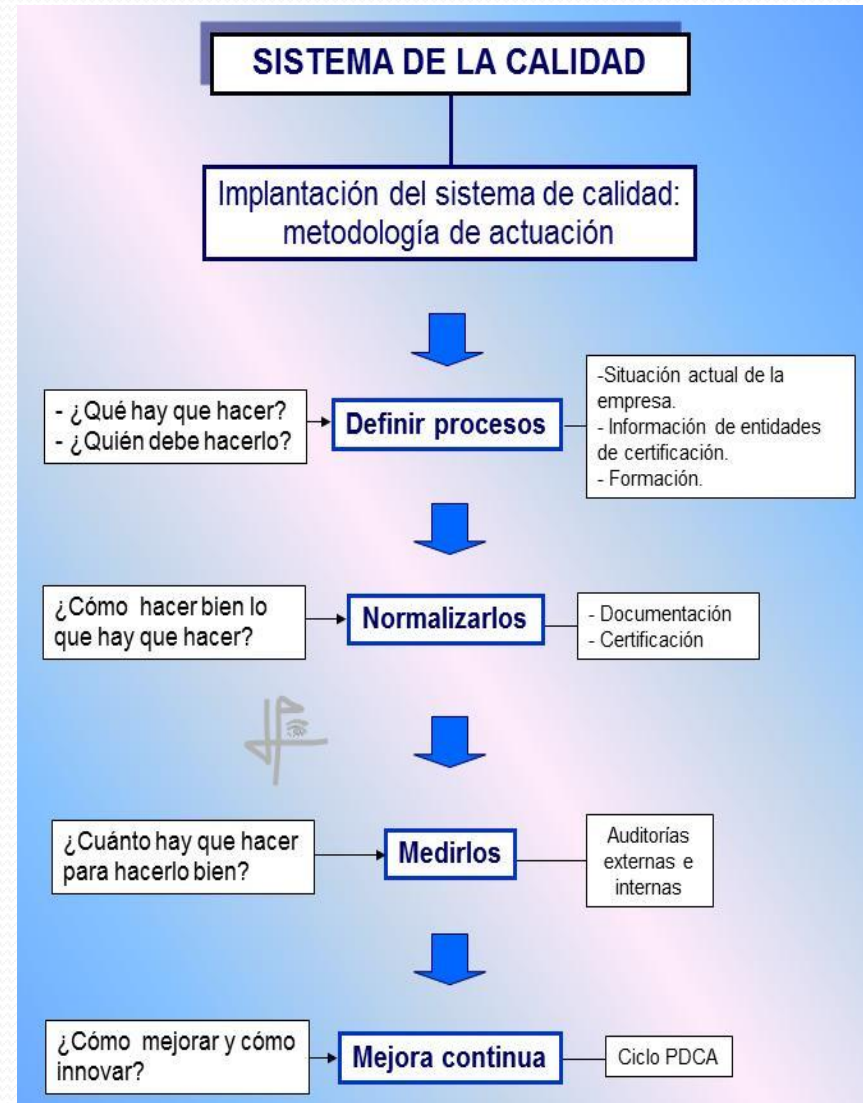 SISTEMA DE LA CALIDAD
Implantación del sistema de calidad:
metodología de actuación
- ¿Qué hay que hacer?
- ¿Quién debe hacerlo?
Definir procesos
-Situación actual de la
empresa.
- Información de entidades
de certificación.
- Formación.
¿Cómo hacer bien lo
que hay que hacer?
Normalizarlos
- Documentación
- Certificación
¿Cuánto hay que hacer
para hacerlo bien?
Medirlos
Auditorías
externas e
internas
¿Cómo mejorar y cómo
innovar?
Mejora continua
Ciclo PDCA